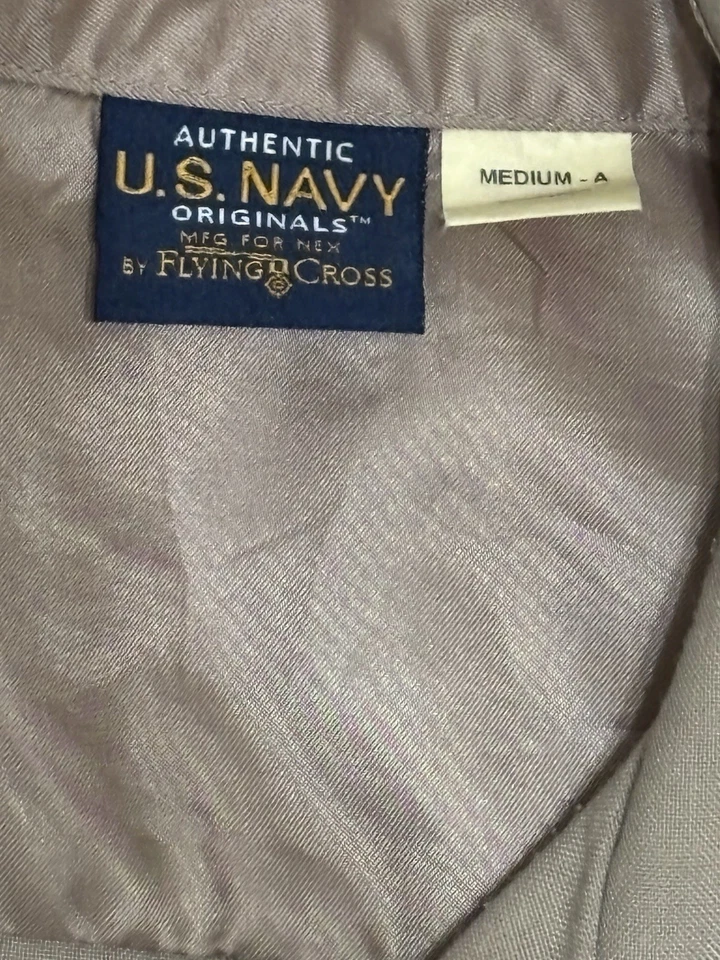 AUTHENTIC
U.S. NAVY
ORIGINALS™
MFG FOR NEX
BY FLYING CROSS
MEDIUM - A